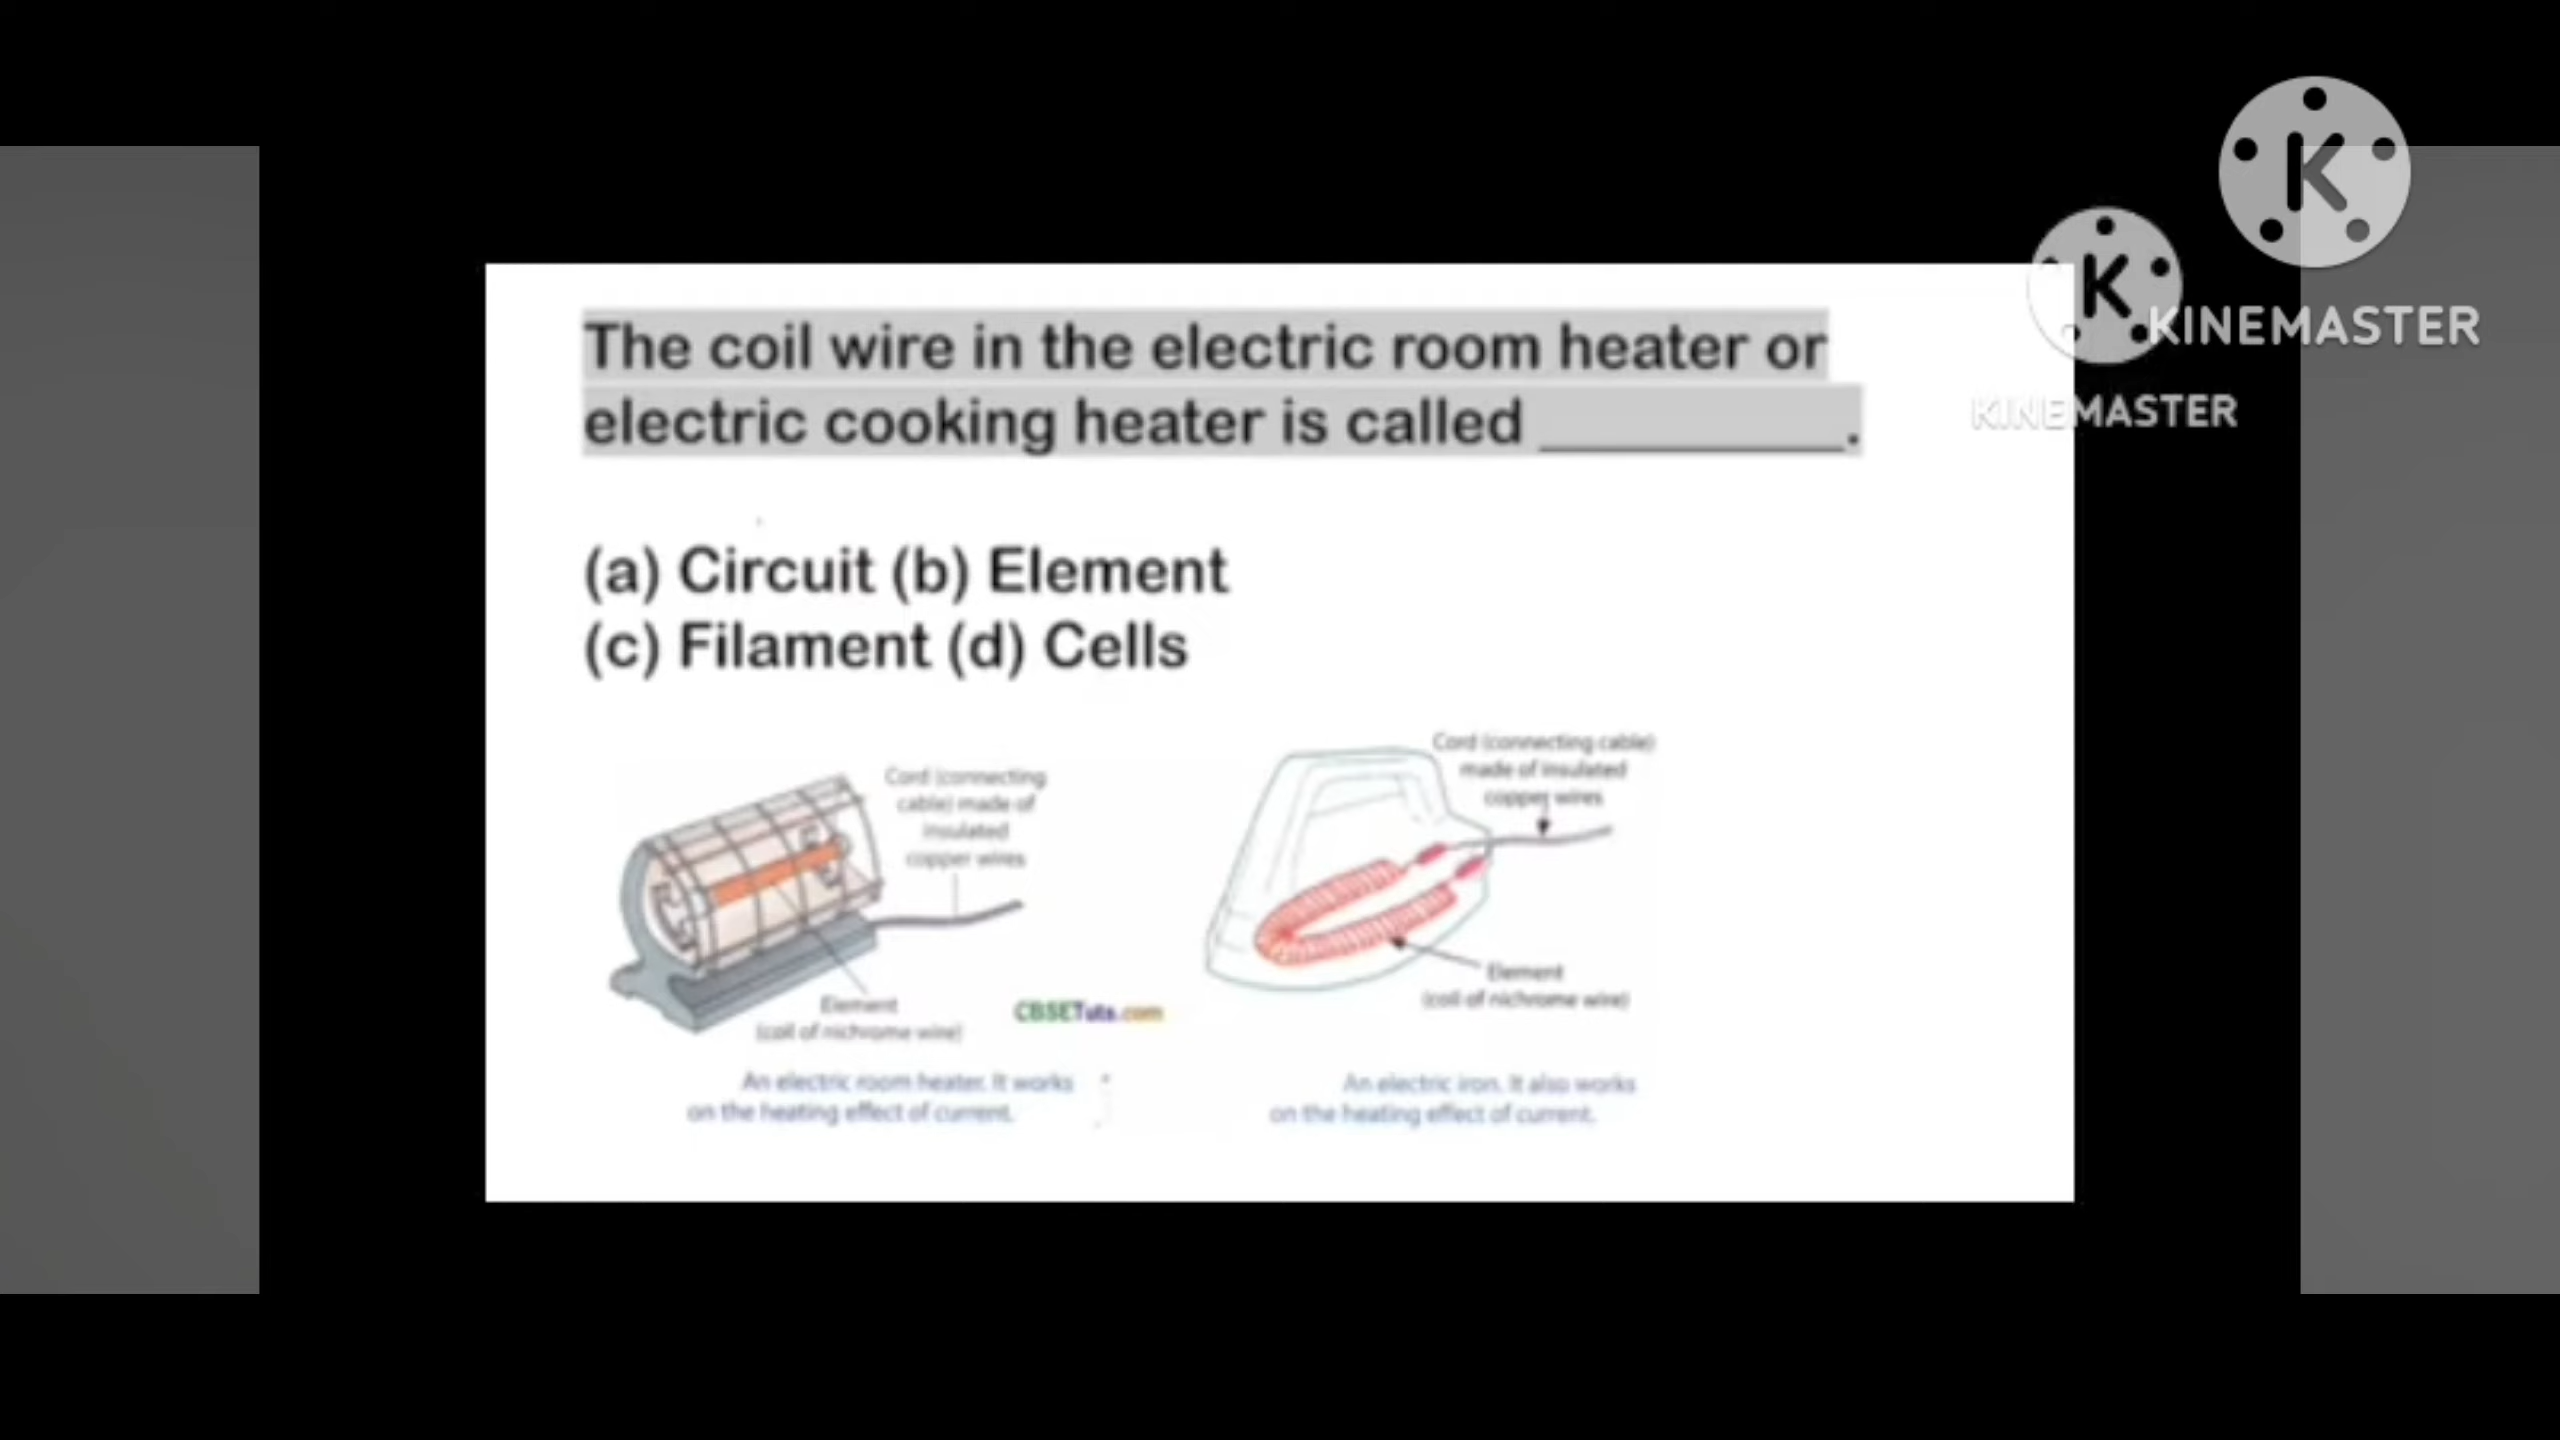 The coil wire in the electric room heater or
electric cooking heater is called __________.
(a) Circuit (b) Element
(c) Filament (d) Cells
Cord (connecting
cable) made of
insulated
copper wires
Element
(coil of nichrome wire)
CBSETuts.com
An electric room heater. It works
on the heating effect of current.
Cord (connecting cable)
made of insulated
copper wires
Element
(coil of nichrome wire)
An electric iron. It also works
on the heating effect of current.
K
KINEMASTER
K
KINEMASTER